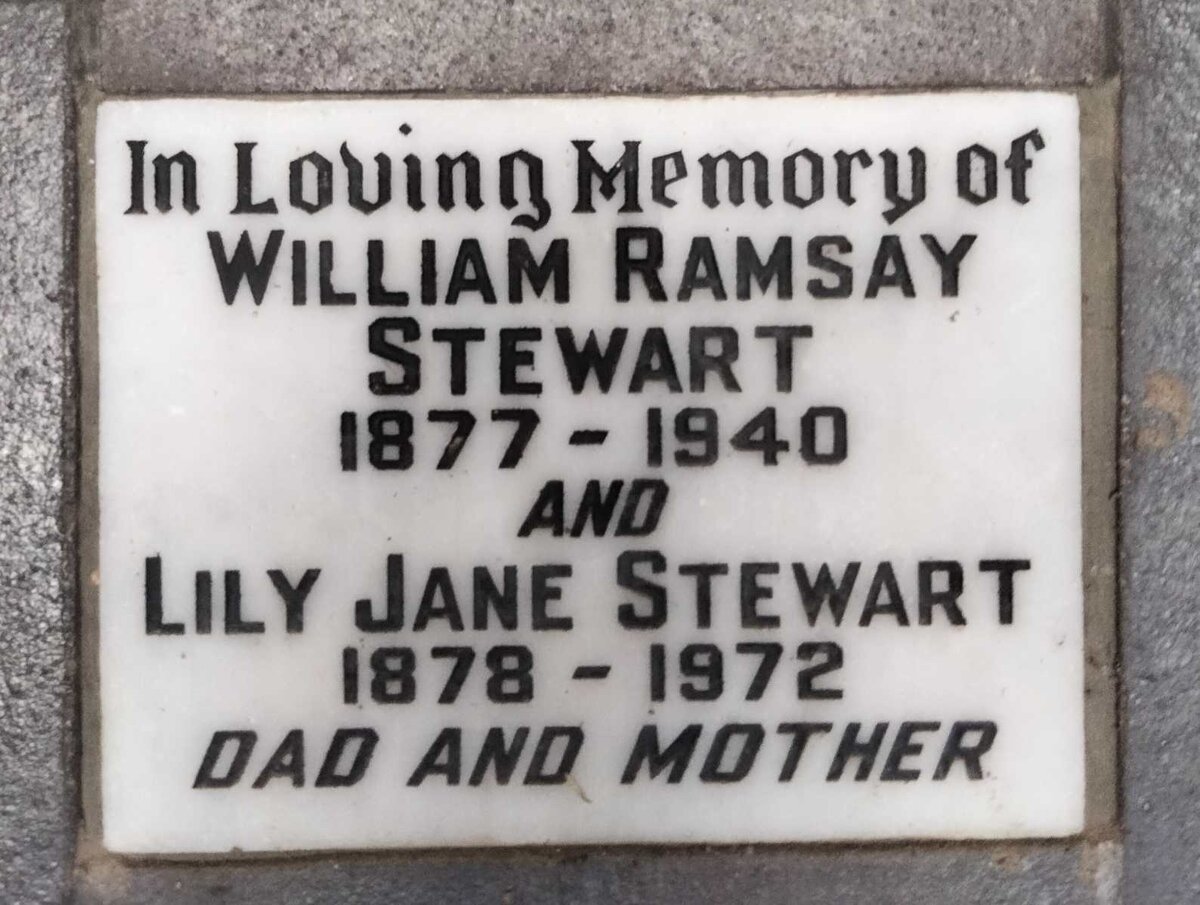 In Loving Memory of
WILLIAM RAMSAY
STEWART
1877 - 1940
AND
LILY JANE STEWART
1878 - 1972
DAD AND MOTHER